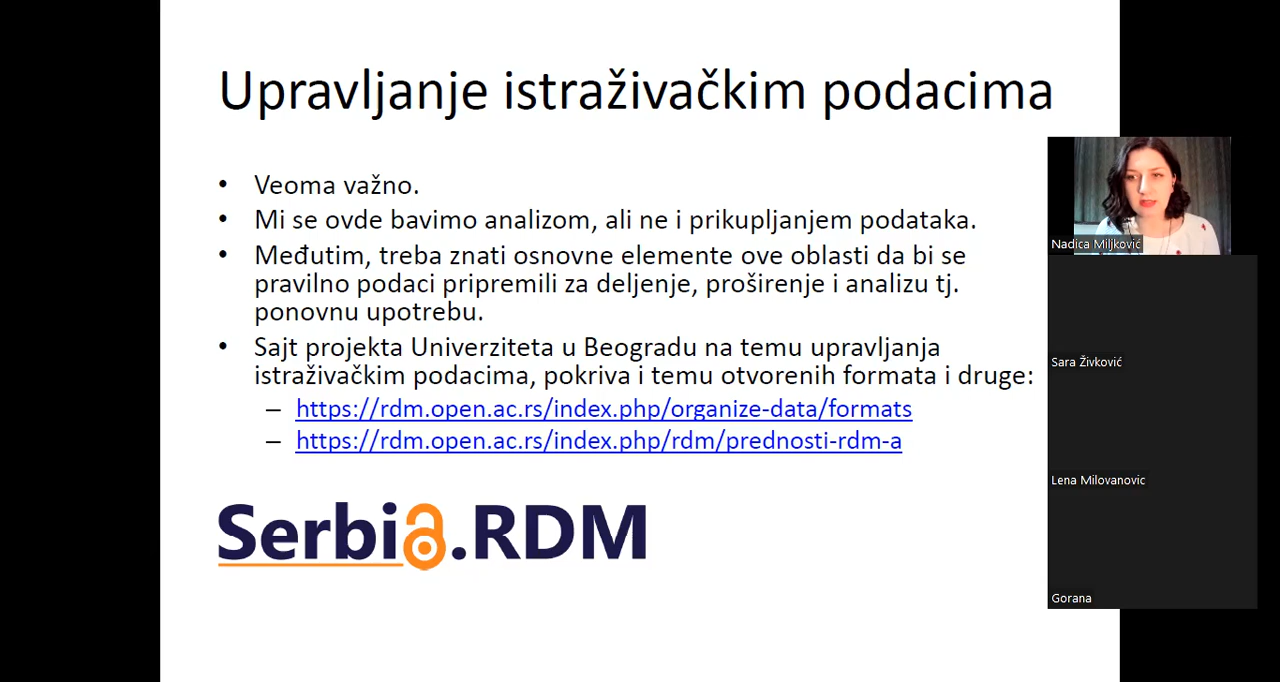 Upravljanje istraživačkim podacima
• Veoma važno.
• Mi se ovde bavimo analizom, ali ne i prikupljanjem podataka.
• Međutim, treba znati osnovne elemente ove oblasti da bi se
pravilno podaci pripremili za deljenje, proširenje i analizu tj.
ponovnu upotrebu.
• Sajt projekta Univerziteta u Beogradu na temu upravljanja
istraživačkim podacima, pokriva i temu otvorenih formata i druge:
– https://rdm.open.ac.rs/index.php/organize-data/formats
– https://rdm.open.ac.rs/index.php/rdm/prednosti-rdm-a
Serbia.RDM
Nadica Miljković
Sara Živković
Lena Milovanovic
Gorana